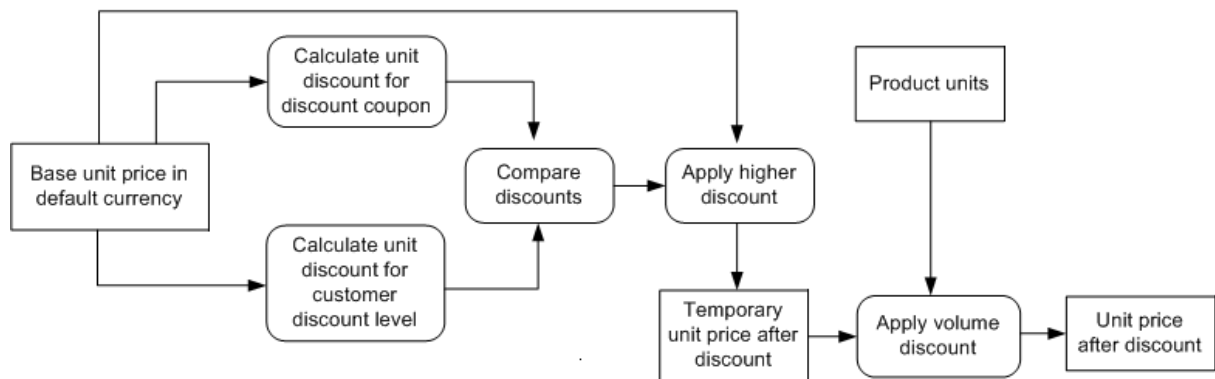 Calculate unit
discount for
discount coupon
Product units
Base unit price in
default currency
Compare
discounts
Apply higher
discount
Calculate unit
discount for
customer
discount level
Temporary
unit price after
discount
Apply volume
discount
Unit price
after discount